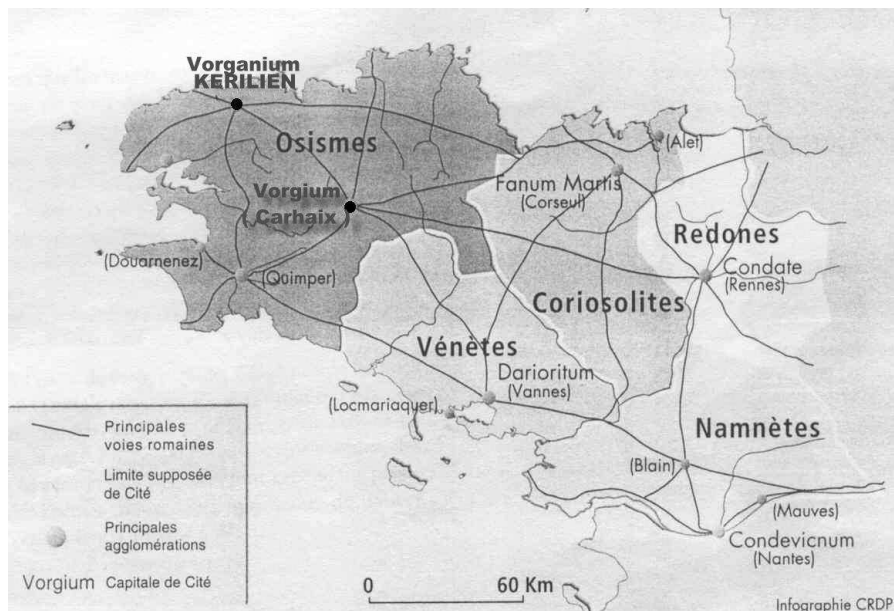 Vorganium
KERILIEN
Osismes
(Alet)
Fanum Martis
(Corseul)
Vorgium
Carhaix
Redones
(Douarnenez)
(Quimper)
Condate
(Rennes)
Coriosolites
Vénètes
Darioritum
(Vannes)
(Locmariaquer)
Namnètes
(Blain)
(Mauves)
Condevicnum
(Nantes)
Principales
voies romaines
Limite supposée
de Cité
Principales
agglomérations
Vorgium Capitale de Cité
0 60 Km
Infographie CRDP